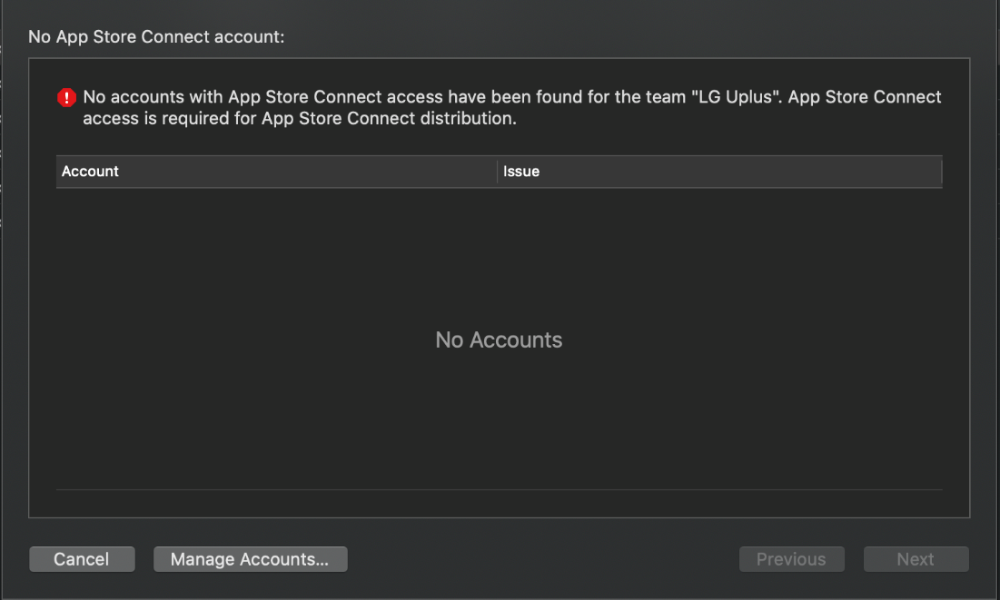 No App Store Connect account:
No accounts with App Store Connect access have been found for the team "LG Uplus". App Store Connect
access is required for App Store Connect distribution.
Account Issue
No Accounts
Cancel Manage Accounts... Previous Next